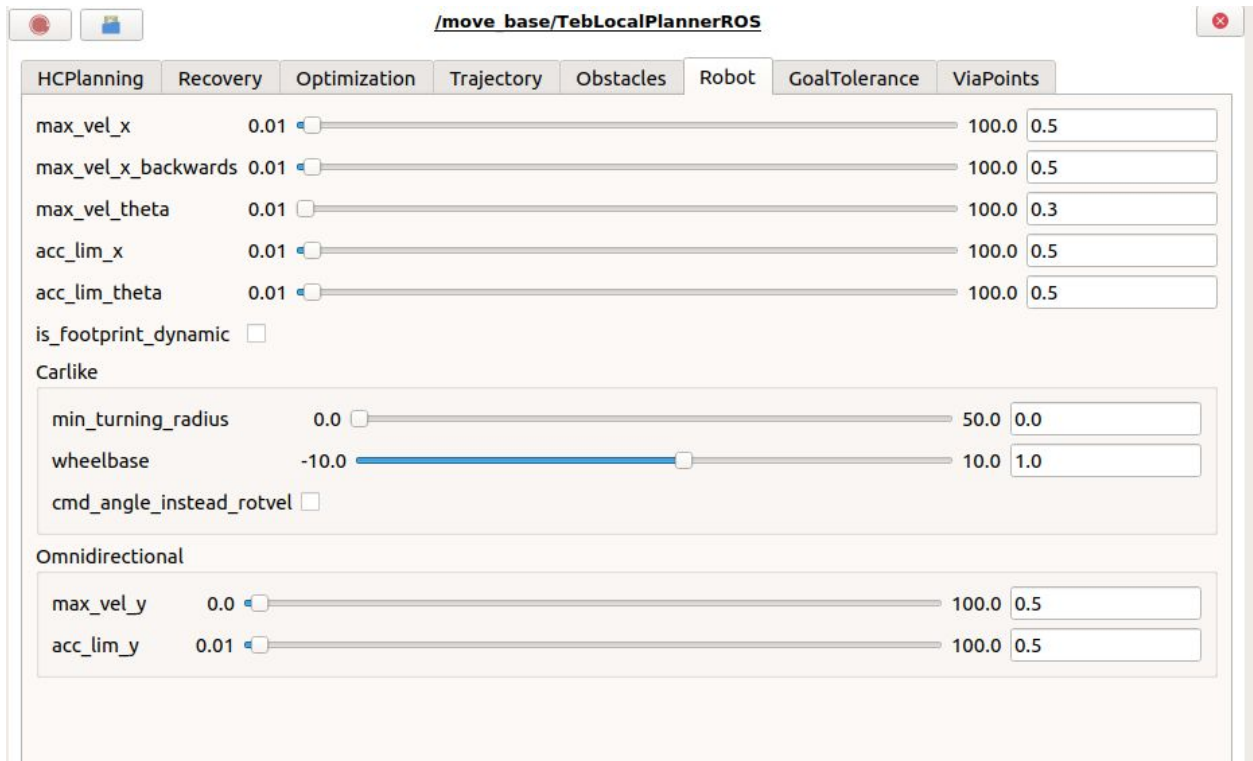 /move_base/TebLocalPlannerROS
HCPlanning Recovery Optimization Trajectory Obstacles Robot GoalTolerance ViaPoints
max_vel_x 0.01 100.0 0.5
max_vel_x_backwards 0.01 100.0 0.5
max_vel_theta 0.01 100.0 0.3
acc_lim_x 0.01 100.0 0.5
acc_lim_theta 0.01 100.0 0.5
is_footprint_dynamic
Carlike
min_turning_radius 0.0 50.0 0.0
wheelbase -10.0 10.0 1.0
cmd_angle_instead_rotvel
Omnidirectional
max_vel_y 0.0 100.0 0.5
acc_lim_y 0.01 100.0 0.5